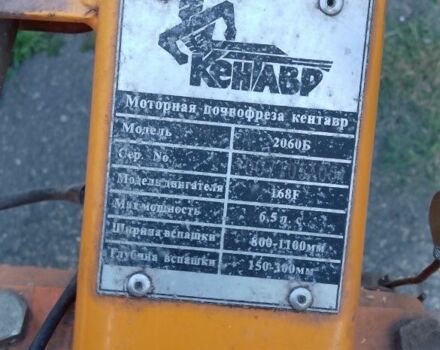 КЕНТАВР
Моторная почвофреза кентавр
Модель 2060Б
Сер. No.
Модель двигателя 168F
Мах мощность 6,5 л. с
Ширина вспашки 800-1100мм
Глубина вспашки 150-300мм